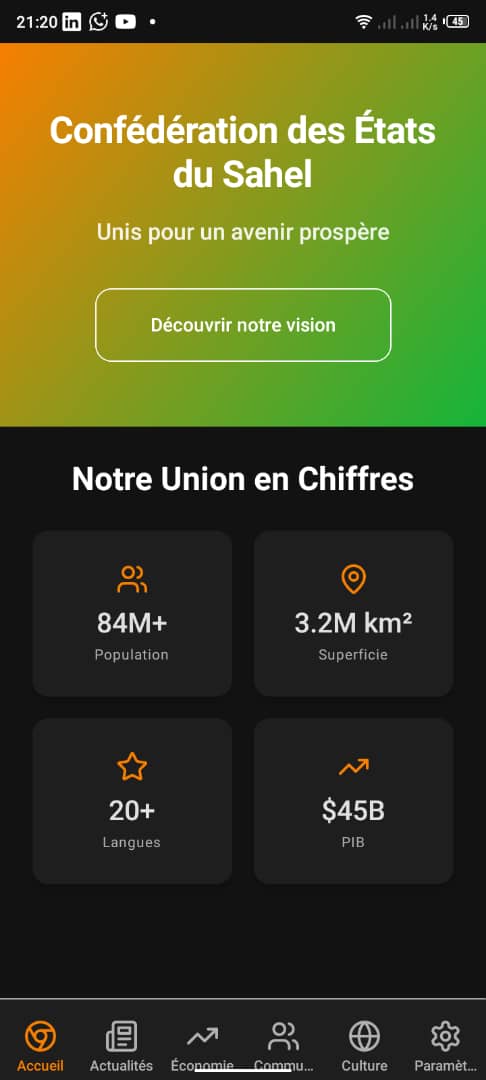 21:20
1.4
K/s
45
Confédération des États
du Sahel
Unis pour un avenir prospère
Découvrir notre vision
Notre Union en Chiffres
84M+
3.2M km²
Population
Superficie
20+
$45B
Langues
PIB
Accueil
Actualités
Économie
Commu...
Culture
Paramèt...